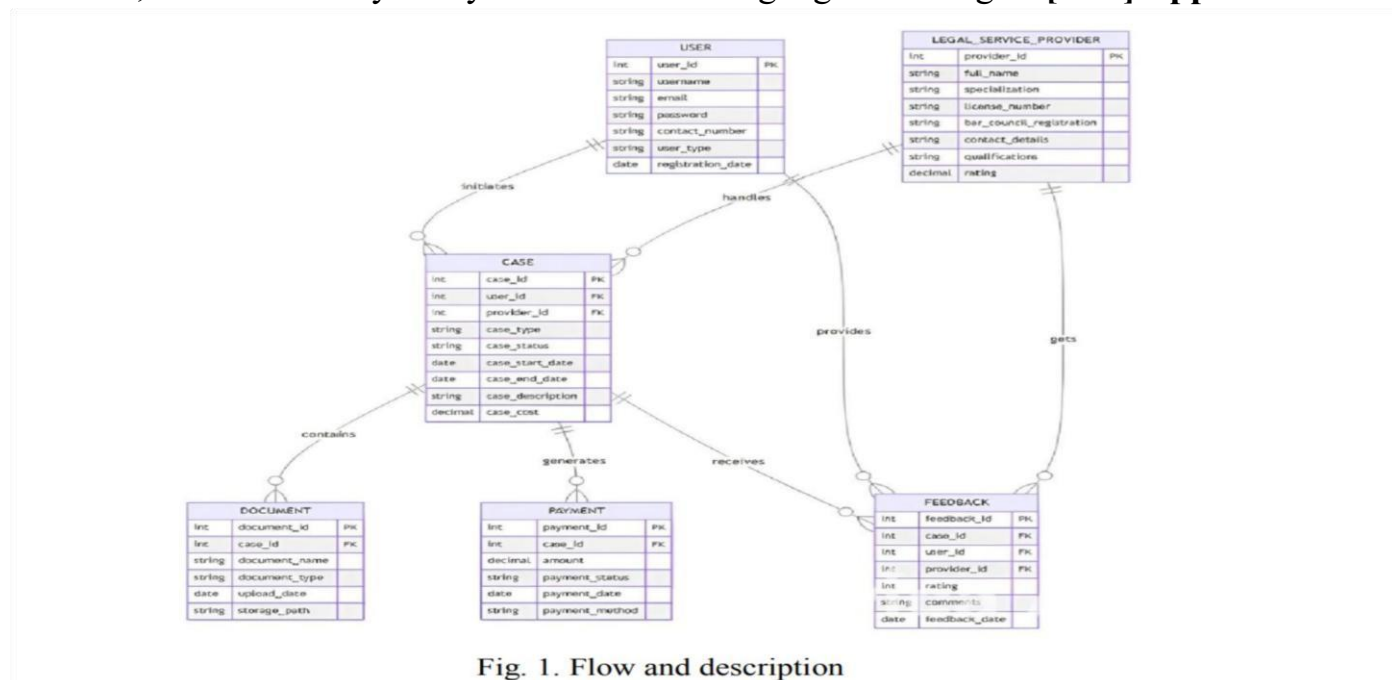 USER
int user_id PK
string username
string email
string password
string contact_number
string user_type
date registration_date
LEGAL_SERVICE_PROVIDER
int provider_id PK
string full_name
string specialization
string license_number
string bar_council_registration
string contact_details
string qualifications
decimal rating
initiates
handles
CASE
int case_id PK
int user_id FK
int provider_id FK
string case_type
string case_status
date case_start_date
date case_end_date
string case_description
decimal case_cost
provides
gets
contains
generates
receives
DOCUMENT
int document_id PK
int case_id FK
string document_name
string document_type
date upload_date
string storage_path
PAYMENT
int payment_id PK
int case_id FK
decimal amount
string payment_status
date payment_date
string payment_method
FEEDBACK
int feedback_id PK
int case_id FK
int user_id FK
int provider_id FK
int rating
string comments
date feedback_date
Fig. 1. Flow and description